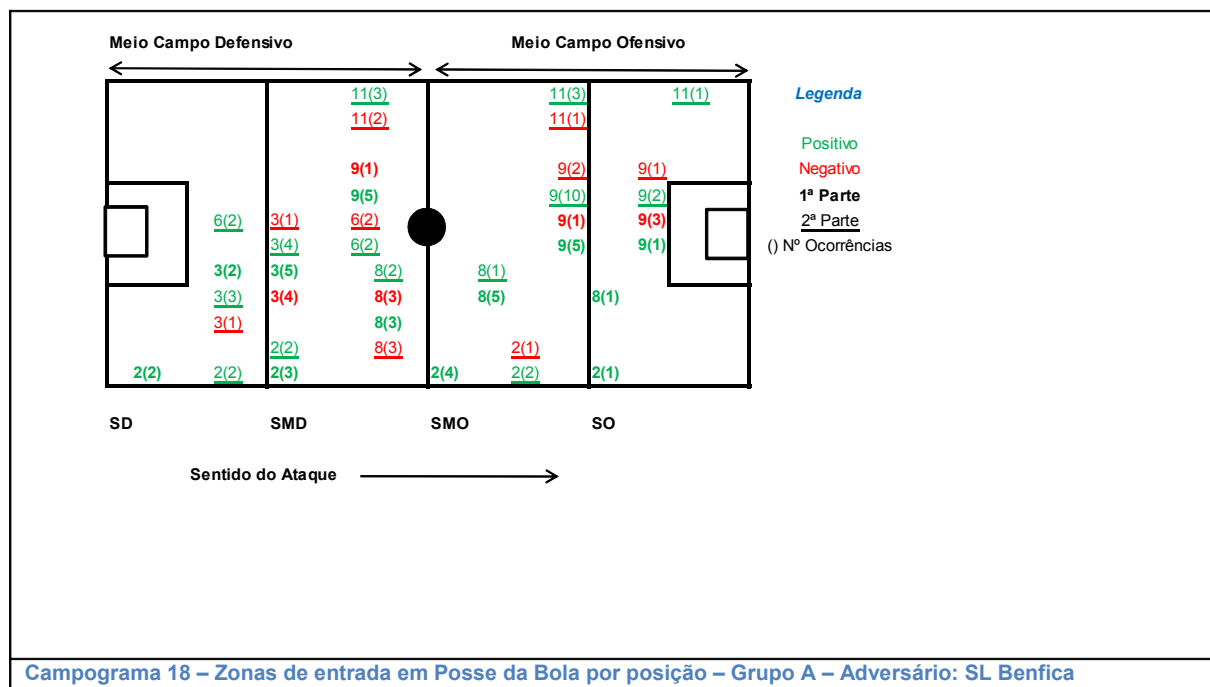 Meio Campo Defensivo Meio Campo Ofensivo
11(3) 11(3) 11(1) Legenda
11(2) 11(1)
Positivo
9(1) 9(2) 9(1) Negativo
9(5) 9(10) 9(2) 1ª Parte
6(2) 3(1) 6(2) 9(1) 9(3) 2ª Parte
3(4) 6(2) 9(5) 9(1) () Nº Ocorrências
3(2) 3(5) 8(2) 8(1)
3(3) 3(4) 8(3) 8(5) 8(1)
3(1) 8(3)
2(2) 8(3) 2(1)
2(2) 2(2) 2(3) 2(4) 2(2) 2(1)
SD SMD SMO SO
Sentido do Ataque
Campograma 18 – Zonas de entrada em Posse da Bola por posição – Grupo A – Adversário: SL Benfica